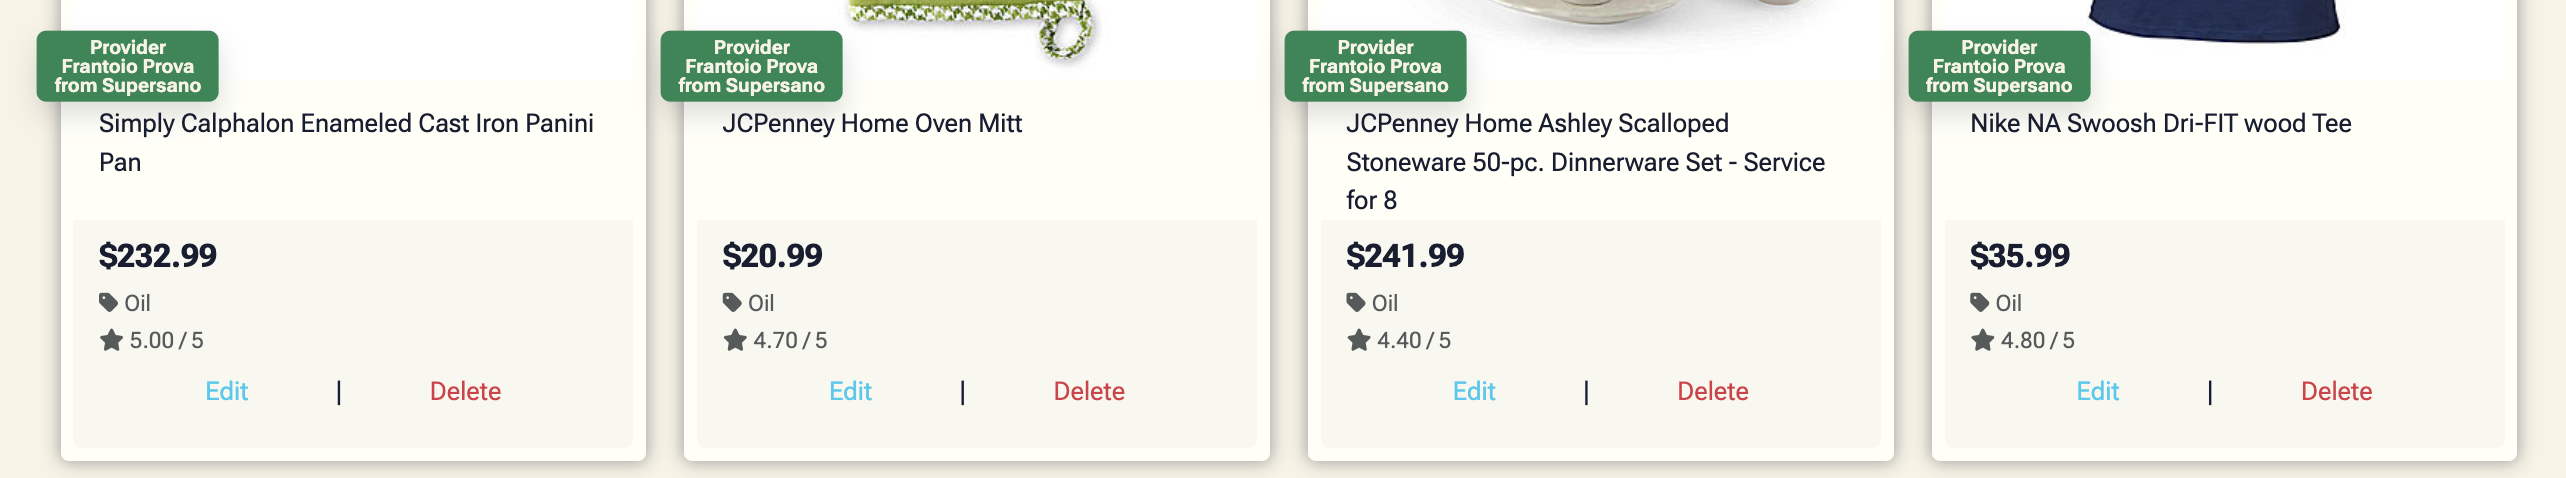 Provider
Frantoio Prova
from Supersano
Simply Calphalon Enameled Cast Iron Panini
Pan
$232.99
Oil
5.00 / 5
Edit | Delete
Provider
Frantoio Prova
from Supersano
JCPenney Home Oven Mitt
$20.99
Oil
4.70 / 5
Edit | Delete
Provider
Frantoio Prova
from Supersano
JCPenney Home Ashley Scalloped
Stoneware 50-pc. Dinnerware Set - Service
for 8
$241.99
Oil
4.40 / 5
Edit | Delete
Provider
Frantoio Prova
from Supersano
Nike NA Swoosh Dri-FIT wood Tee
$35.99
Oil
4.80 / 5
Edit | Delete